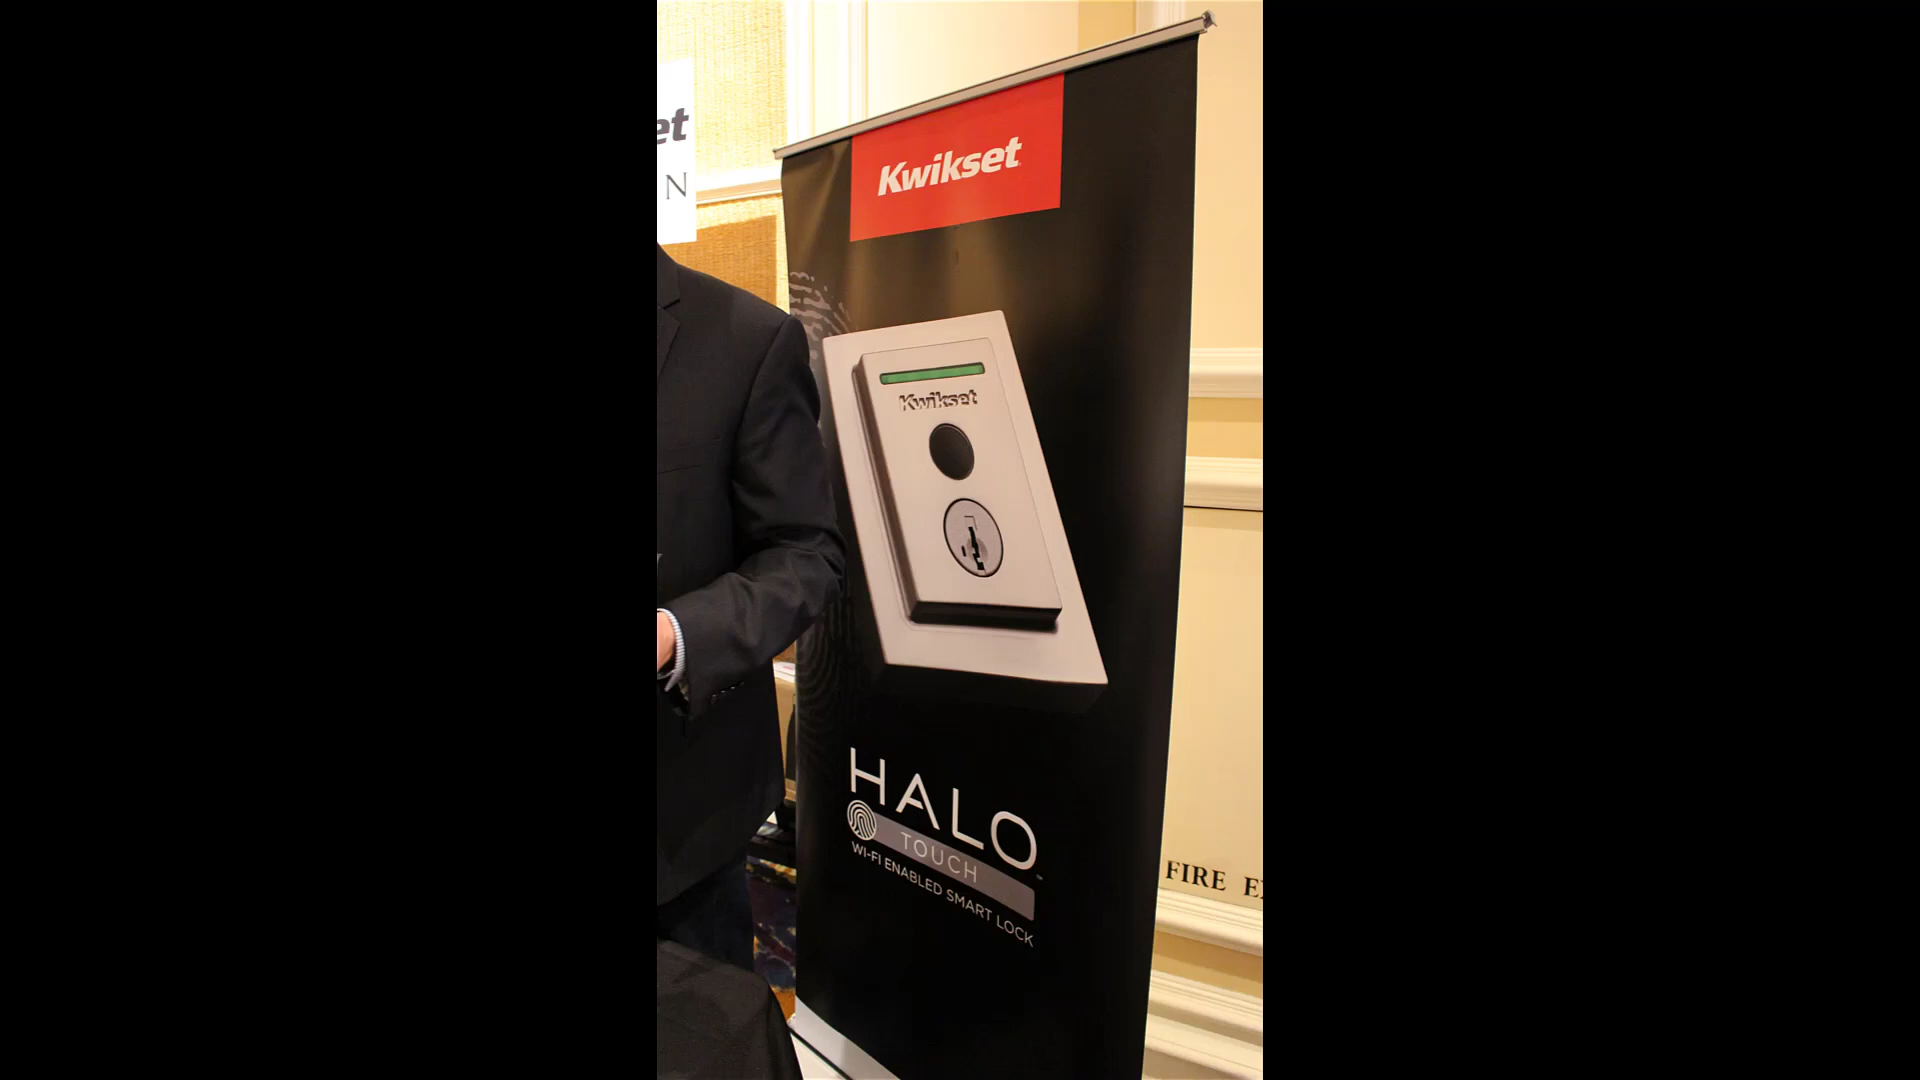 et
N
Kwikset
Kwikset
HALO
TOUCH
WI-FI ENABLED SMART LOCK
FIRE E